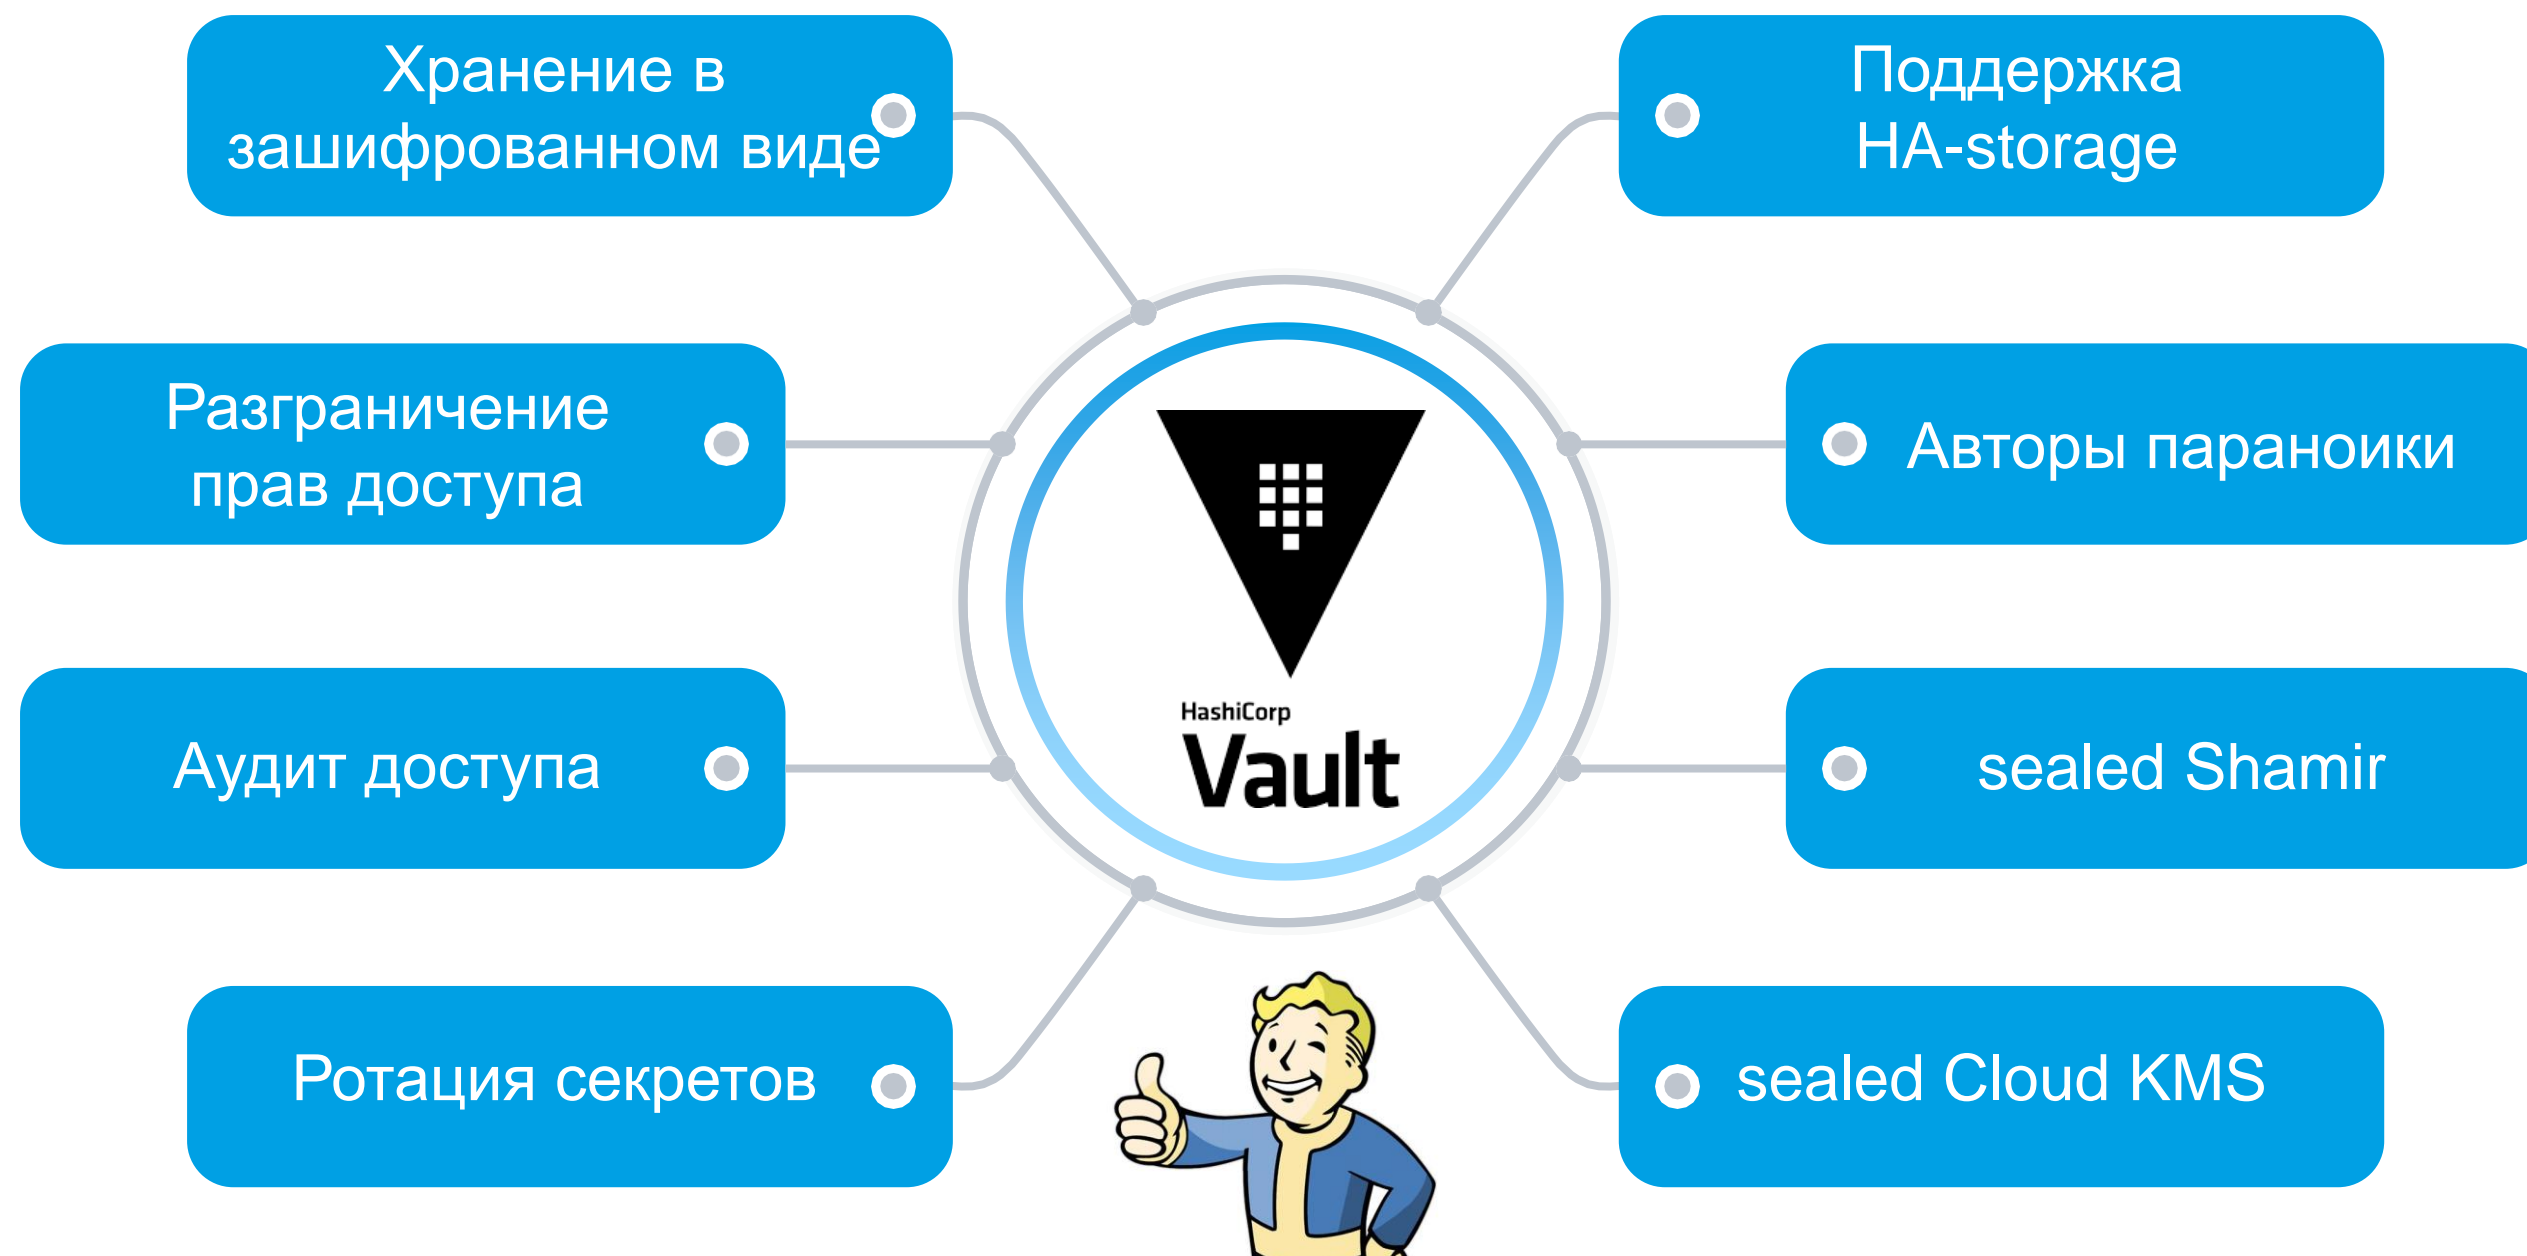 Хранение в
зашифрованном виде
Разграничение
прав доступа
Аудит доступа
Ротация секретов
HashiCorp
Vault
Поддержка
HA-storage
Авторы параноики
sealed Shamir
sealed Cloud KMS